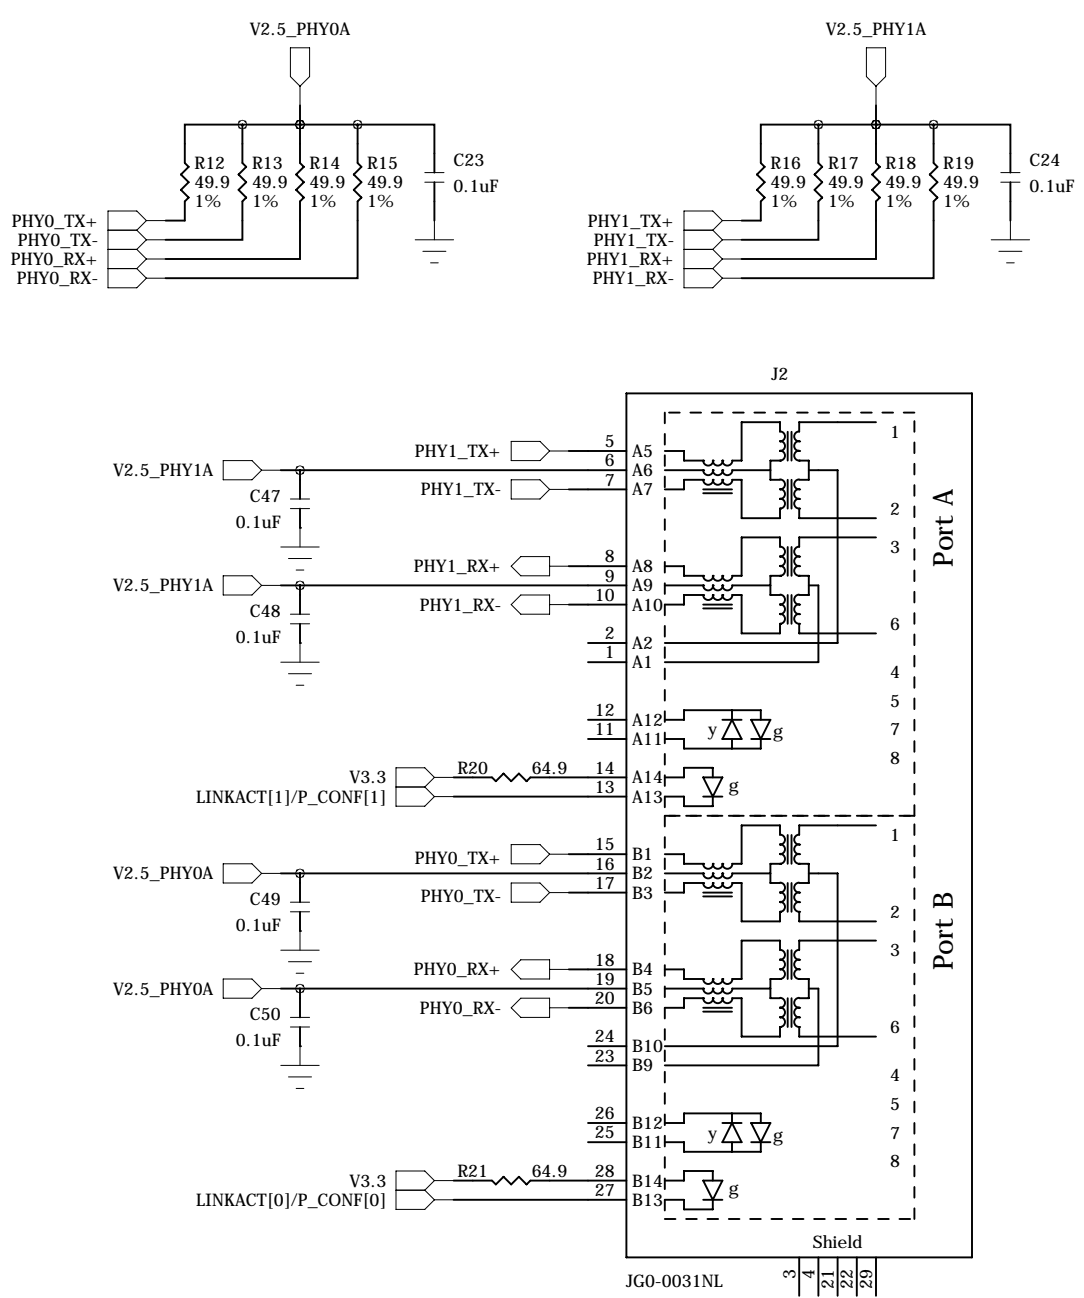 V2.5_PHY0A
V2.5_PHY1A
R12
49.9
1%
R13
49.9
1%
R14
49.9
1%
R15
49.9
1%
C23
0.1uF
PHY0_TX+
PHY0_TX-
PHY0_RX+
PHY0_RX-
R16
49.9
1%
R17
49.9
1%
R18
49.9
1%
R19
49.9
1%
C24
0.1uF
PHY1_TX+
PHY1_TX-
PHY1_RX+
PHY1_RX-
J2
PHY1_TX+ 5 A5 1
V2.5_PHY1A 6 A6
PHY1_TX- 7 A7
C47
0.1uF
2
Port A
3
PHY1_RX+ 8 A8
V2.5_PHY1A 9 A9
PHY1_RX- 10 A10
C48
0.1uF
6
2 A2
1 A1
4
5
7
8
12 A12
11 A11
y g
V3.3 R20 64.9 14 A14
LINKACT[1]/P_CONF[1] 13 A13
g
1
PHY0_TX+ 15 B1
V2.5_PHY0A 16 B2
PHY0_TX- 17 B3
C49
0.1uF
2
Port B
3
PHY0_RX+ 18 B4
V2.5_PHY0A 19 B5
PHY0_RX- 20 B6
C50
0.1uF
6
24 B10
23 B9
4
5
7
8
26 B12
25 B11
y g
V3.3 R21 64.9 28 B14
LINKACT[0]/P_CONF[0] 27 B13
g
Shield
JG0-0031NL
3 4 21 22 29